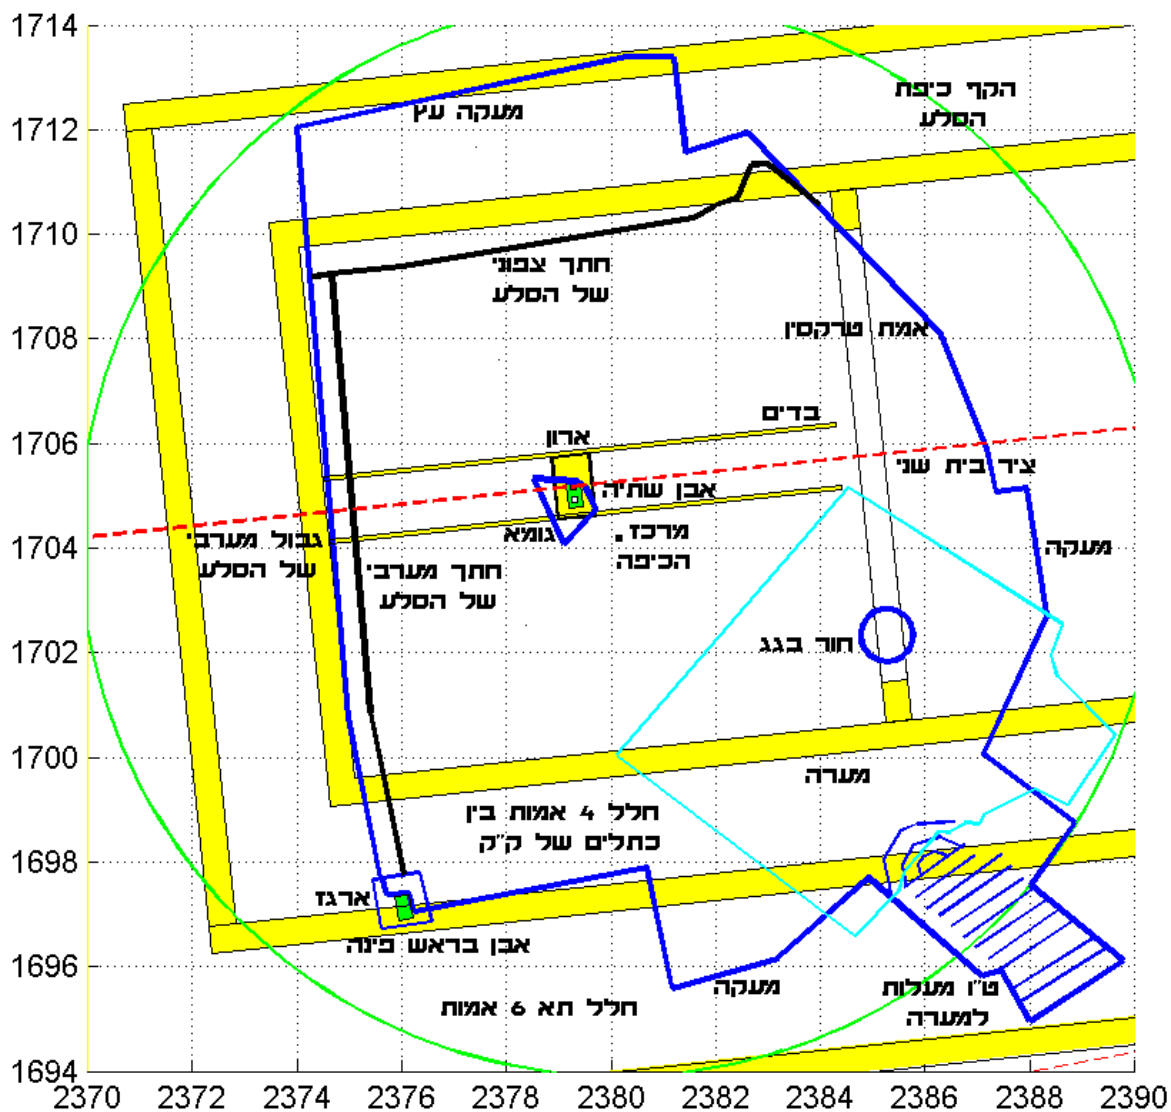 1714
1712
1710
1708
1706
1704
1702
1700
1698
1696
1694
2370 2372 2374 2376 2378 2380 2382 2384 2386 2388 2390
הקף כיפת
הסלע
מעקה עץ
חתך צפוני
של הסלע
אמת טרקסין
בדים
ארון
ציר בית שני
אבן שתיה
גומא
מרכז
הכיפה
גבול מערבי
של הסלע
חתך מערבי
של הסלע
מעקה
חור בגג
מערה
חלל 4 אמות בין
כתלים של ק"ק
ארגז
אבן בראש פינה
מעקה
חלל תא 6 אמות
ט"ו מעלות
למערה